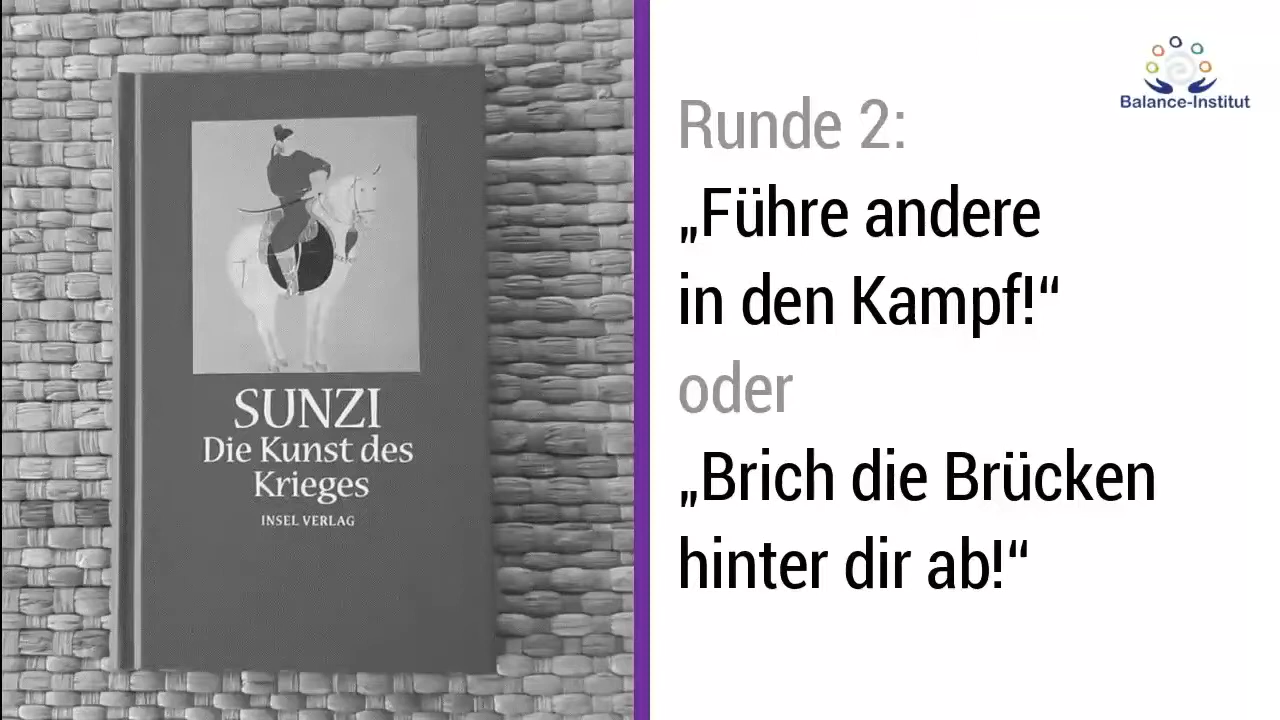 SUNZI
Die Kunst des
Krieges
INSEL VERLAG
Balance-Institut
Runde 2:
„Führe andere
in den Kampf!“
oder
„Brich die Brücken
hinter dir ab!“